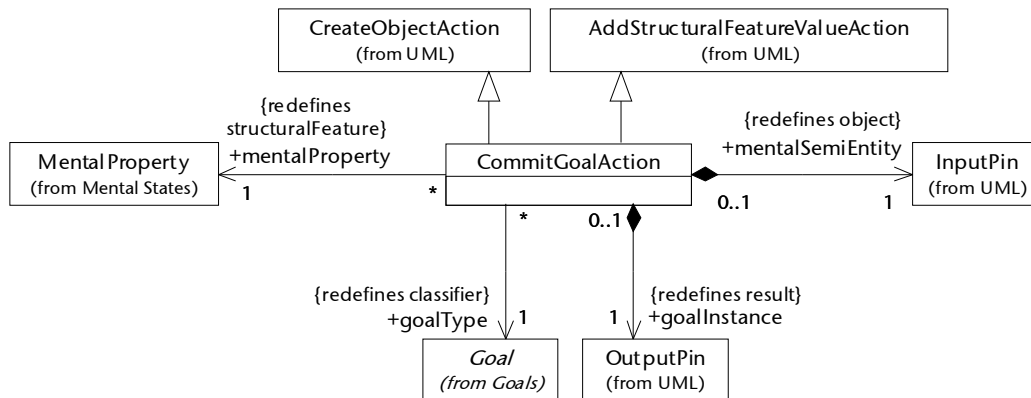 CreateObjectAction
(from UML)
AddStructuralFeatureValueAction
(from UML)
{redefines
structuralFeature}
+mentalProperty
{redefines object}
+mentalSemiEntity
MentalProperty
(from Mental States)
1
*
CommitGoalAction
0..1
1
InputPin
(from UML)
*
0..1
{redefines classifier}
+goalType
1
{redefines result}
+goalInstance
1
Goal
(from Goals)
OutputPin
(from UML)